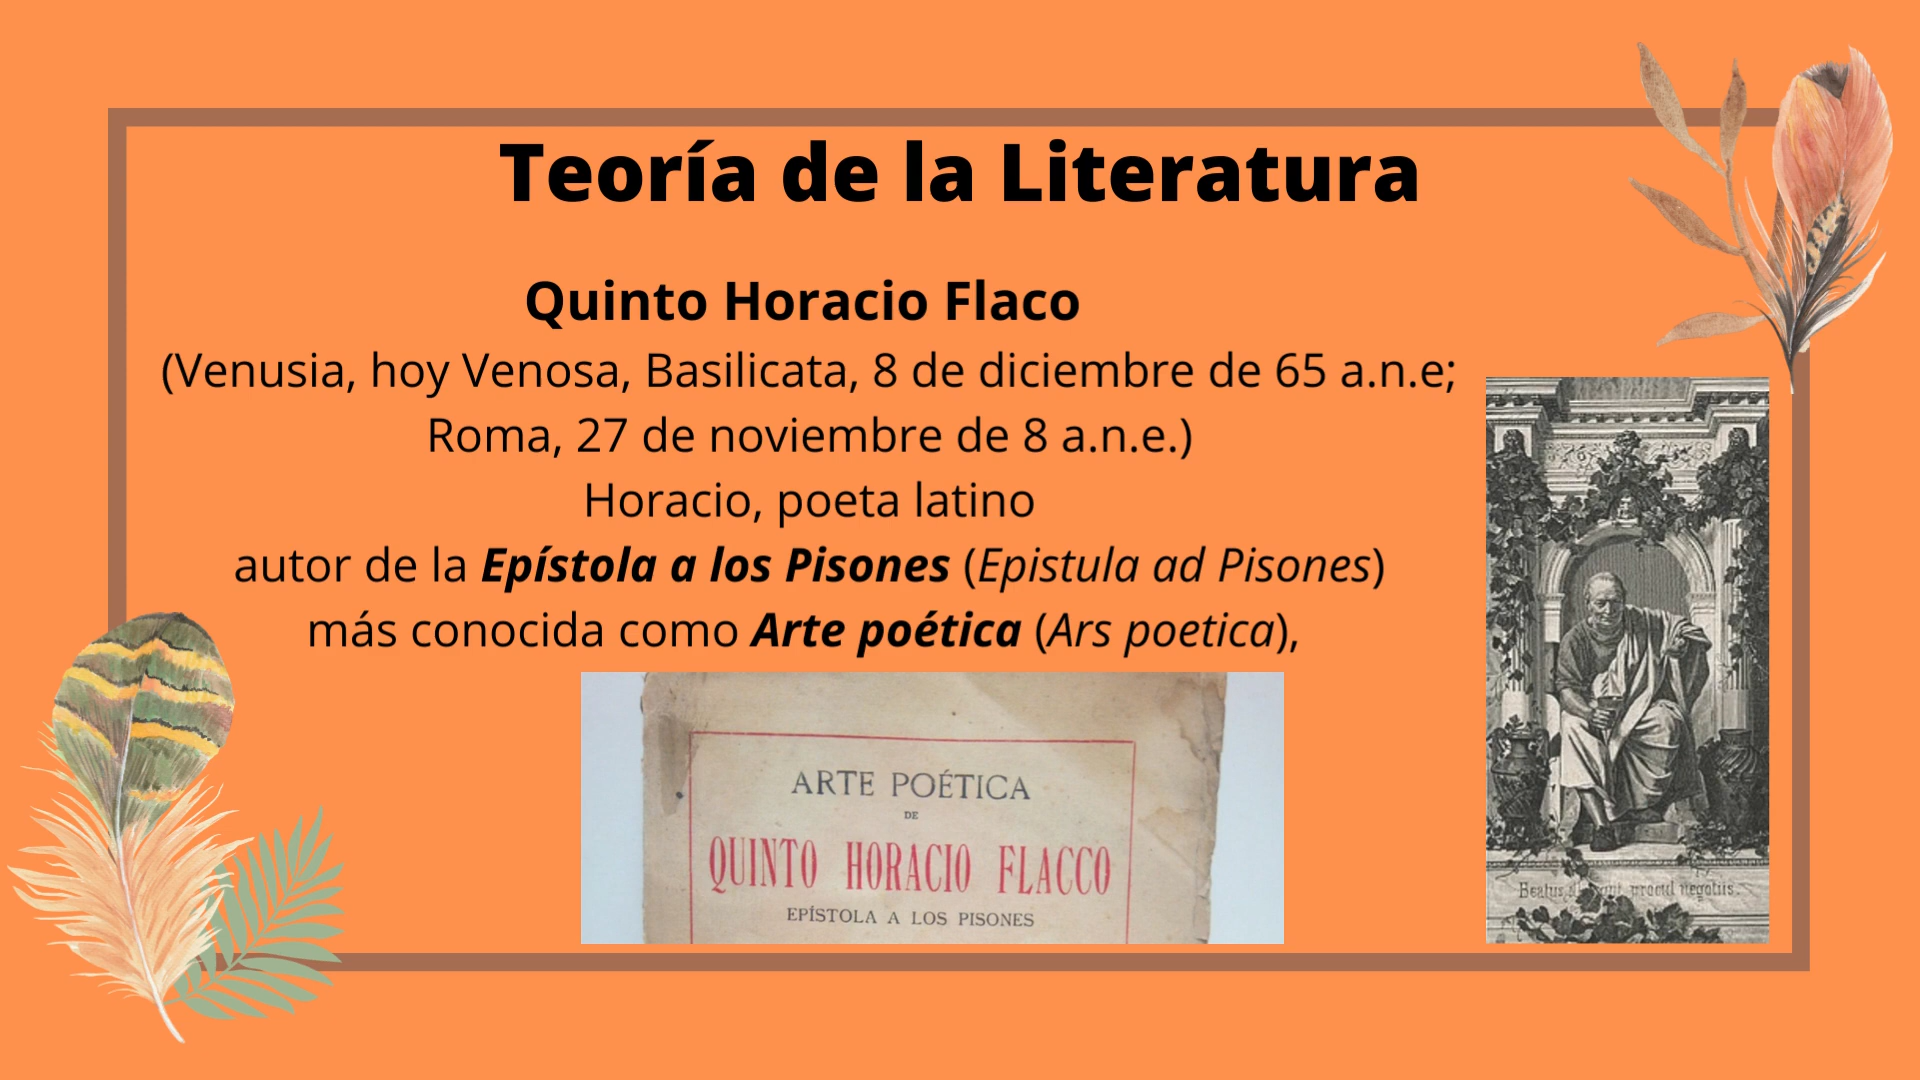 Teoría de la Literatura
Quinto Horacio Flaco
(Venusia, hoy Venosa, Basilicata, 8 de diciembre de 65 a.n.e;
Roma, 27 de noviembre de 8 a.n.e.)
Horacio, poeta latino
autor de la Epístola a los Pisones (Epistula ad Pisones)
más conocida como Arte poética (Ars poetica),
ARTE POÉTICA
DE
QUINTO HORACIO FLACCO
EPÍSTOLA A LOS PISONES
Beatus procul negotiis.